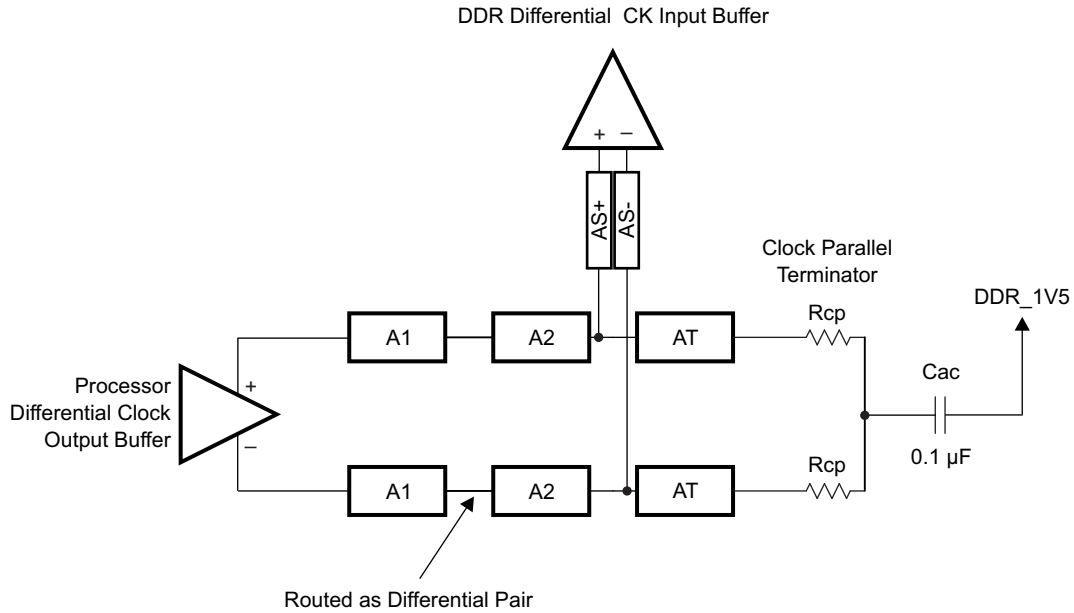 DDR Differential CK Input Buffer
+ −
AS+
AS-
Clock Parallel
Terminator
DDR_1V5
Rcp
A1
A2
AT
Cac
Processor
Differential Clock
Output Buffer
+
−
0.1 µF
Rcp
A1
A2
AT
Routed as Differential Pair